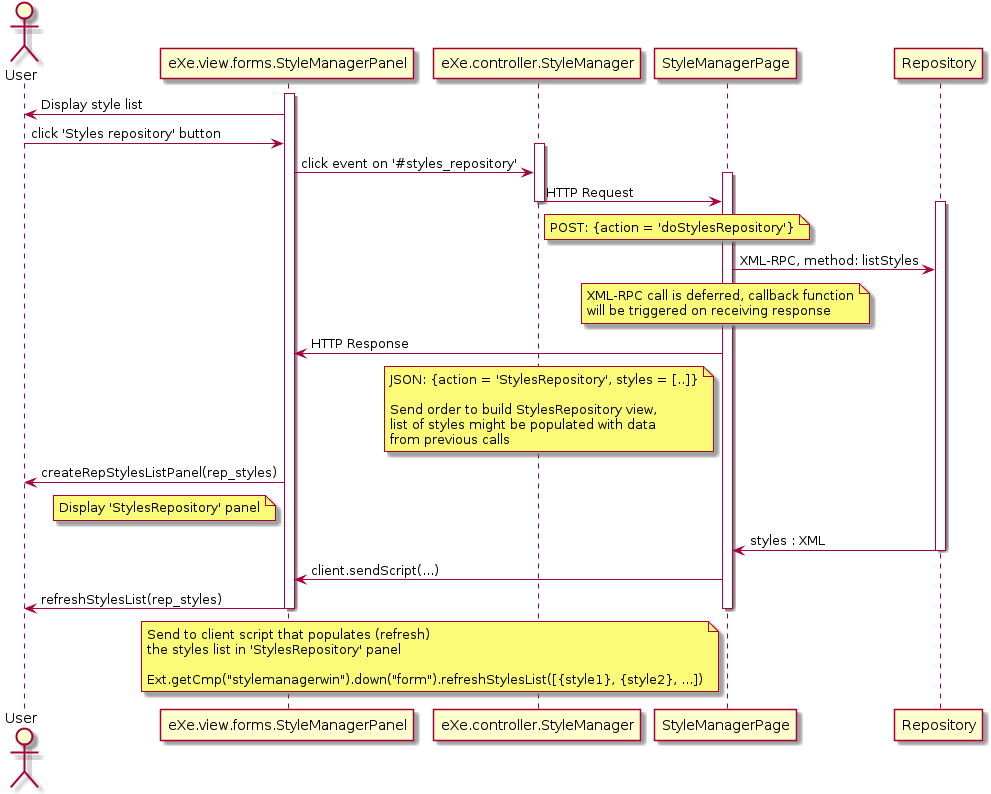 User
eXe.view.forms.StyleManagerPanel
eXe.controller.StyleManager
StyleManagerPage
Repository
Display style list
click 'Styles repository' button
click event on '#styles_repository'
HTTP Request
POST: {action = 'doStylesRepository'}
XML-RPC, method: listStyles
XML-RPC call is deferred, callback function
will be triggered on receiving response
HTTP Response
JSON: {action = 'StylesRepository', styles = [..]}
Send order to build StylesRepository view,
list of styles might be populated with data
from previous calls
createRepStylesListPanel(rep_styles)
Display 'StylesRepository' panel
styles : XML
client.sendScript(...)
refreshStylesList(rep_styles)
Send to client script that populates (refresh)
the styles list in 'StylesRepository' panel
Ext.getCmp("stylemanagerwin").down("form").refreshStylesList([{style1}, {style2}, ...])
User
eXe.view.forms.StyleManagerPanel
eXe.controller.StyleManager
StyleManagerPage
Repository